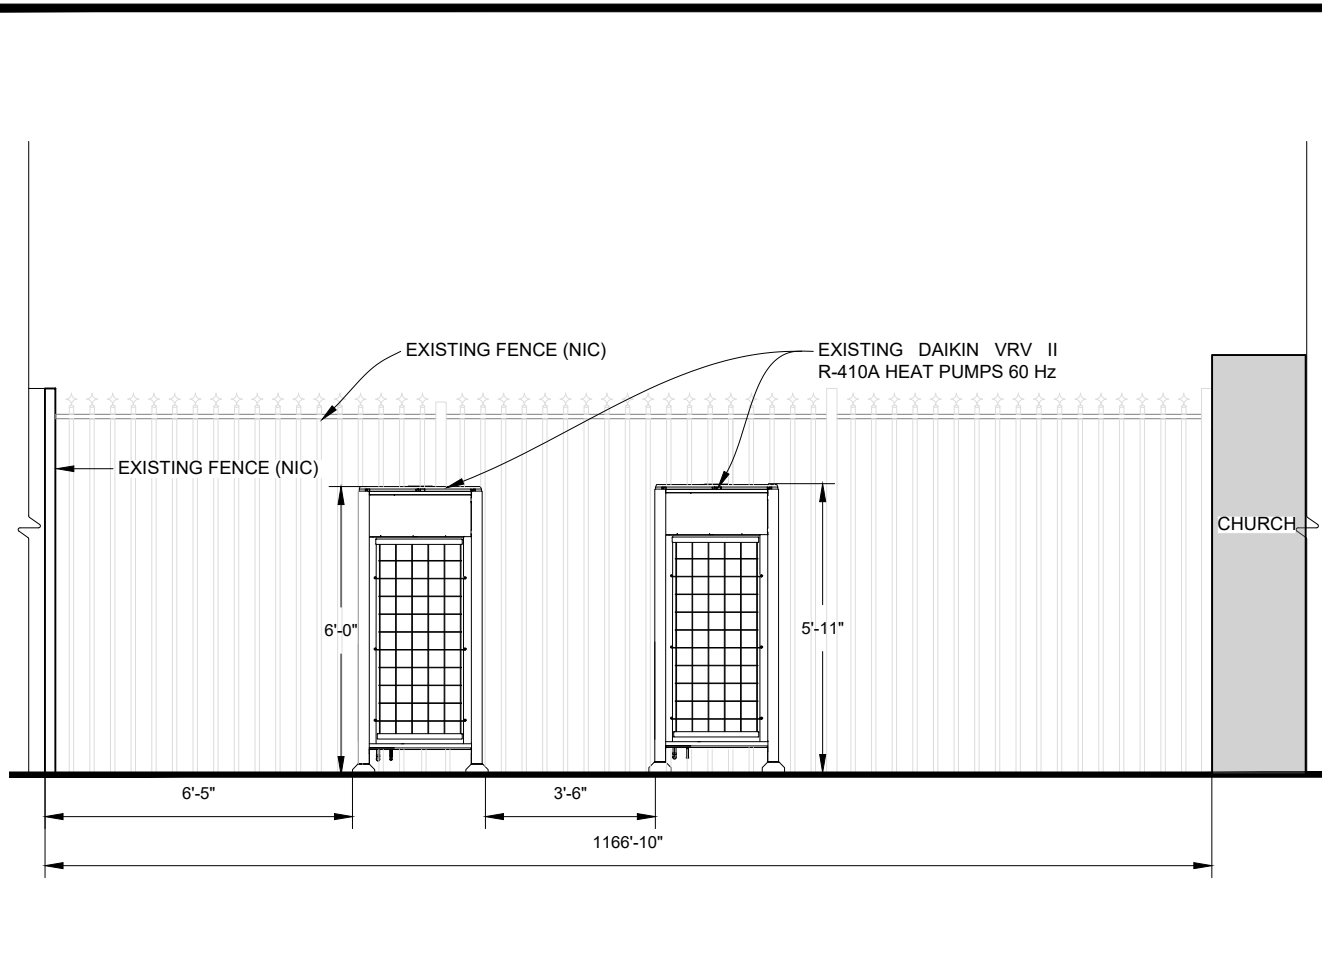 EXISTING FENCE (NIC)
EXISTING DAIKIN VRV II
R-410A HEAT PUMPS 60 Hz
EXISTING FENCE (NIC)
CHURCH
6'-0"
5'-11"
6'-5"
3'-6"
1166'-10"